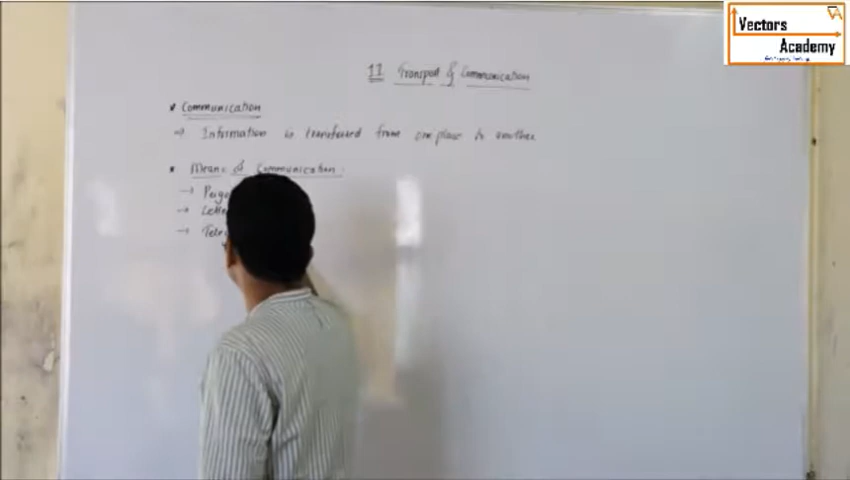 Vectors
Academy
11 Transport & Communication
* Communication
→ Information is transferred from one place to another
* Means of Communication :
→
→
→